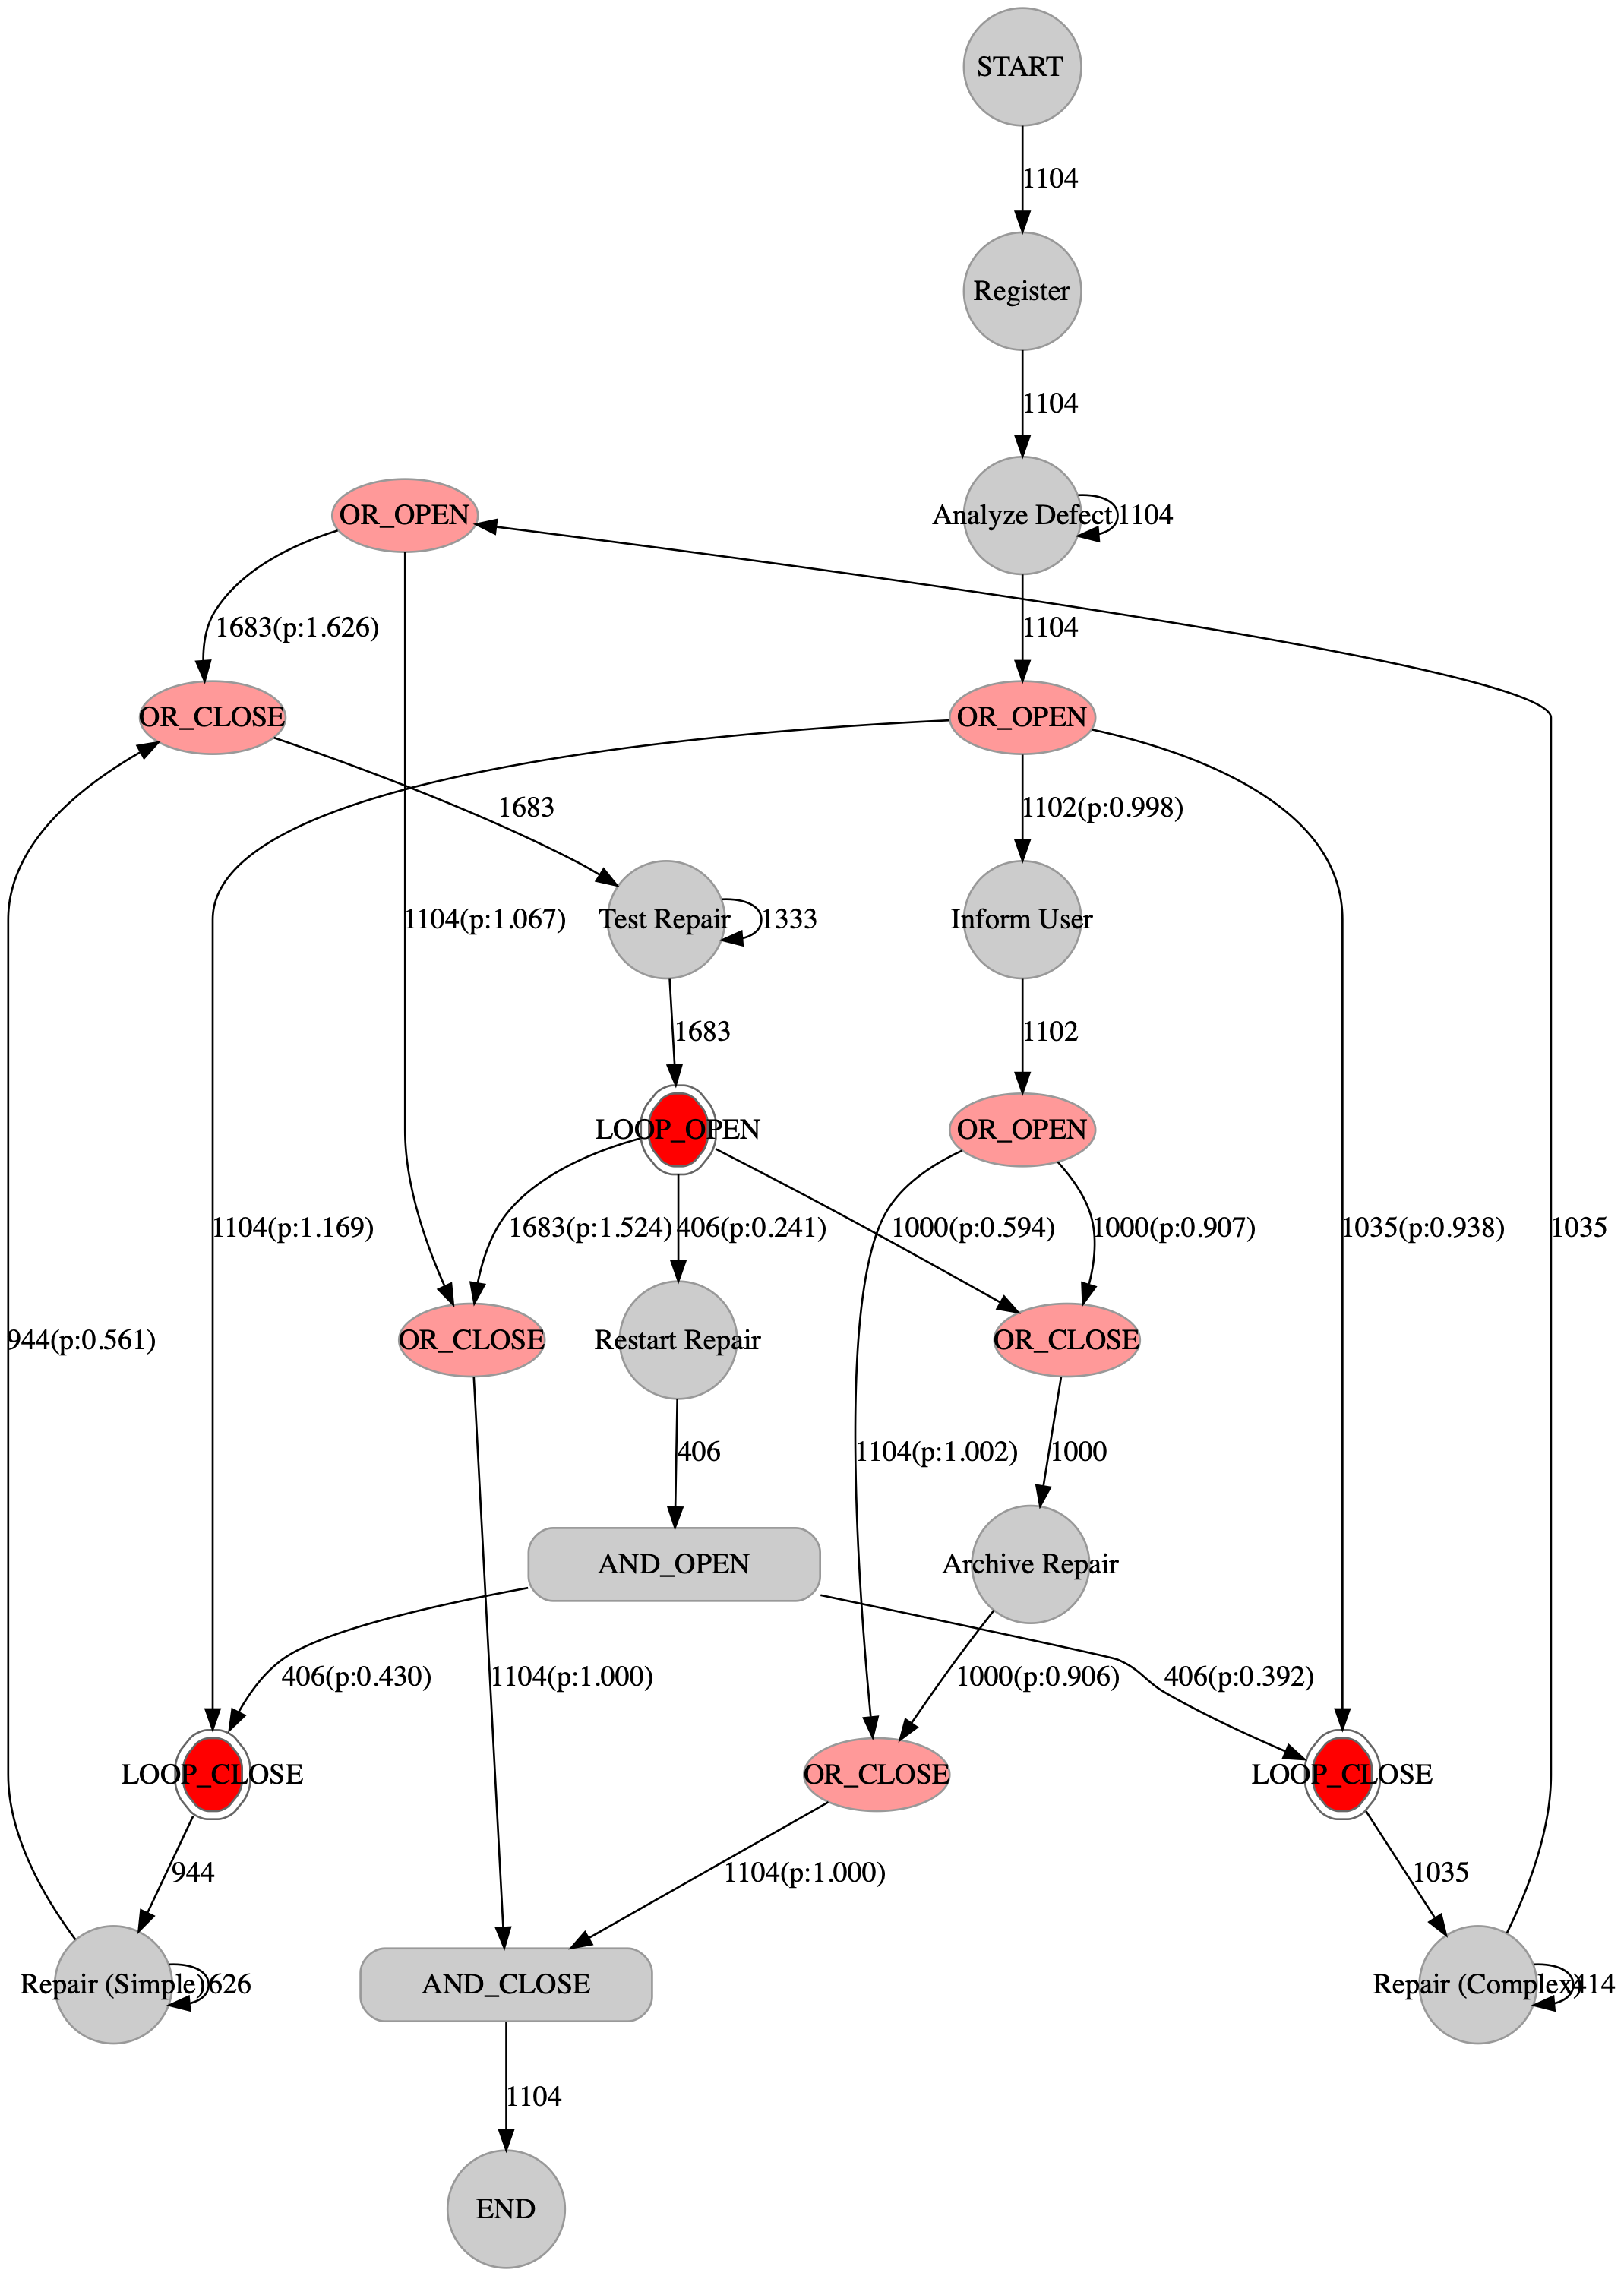 START
1104
Register
1104
OR_OPEN
Analyze Defect
1104
1683(p:1.626)
1104
OR_CLOSE
OR_OPEN
1683
1102(p:0.998)
1104(p:1.067)
Test Repair
1333
Inform User
1683
1102
LOOP_OPEN
OR_OPEN
1104(p:1.169)
1683(p:1.524)
406(p:0.241)
1000(p:0.594)
1000(p:0.907)
1035(p:0.938)
1035
944(p:0.561)
OR_CLOSE
Restart Repair
OR_CLOSE
406
1104(p:1.002)
1000
AND_OPEN
Archive Repair
406(p:0.430)
1104(p:1.000)
1000(p:0.906)
406(p:0.392)
LOOP_CLOSE
OR_CLOSE
LOOP_CLOSE
944
1104(p:1.000)
1035
Repair (Simple)
626
AND_CLOSE
Repair (Complex)
414
1104
END